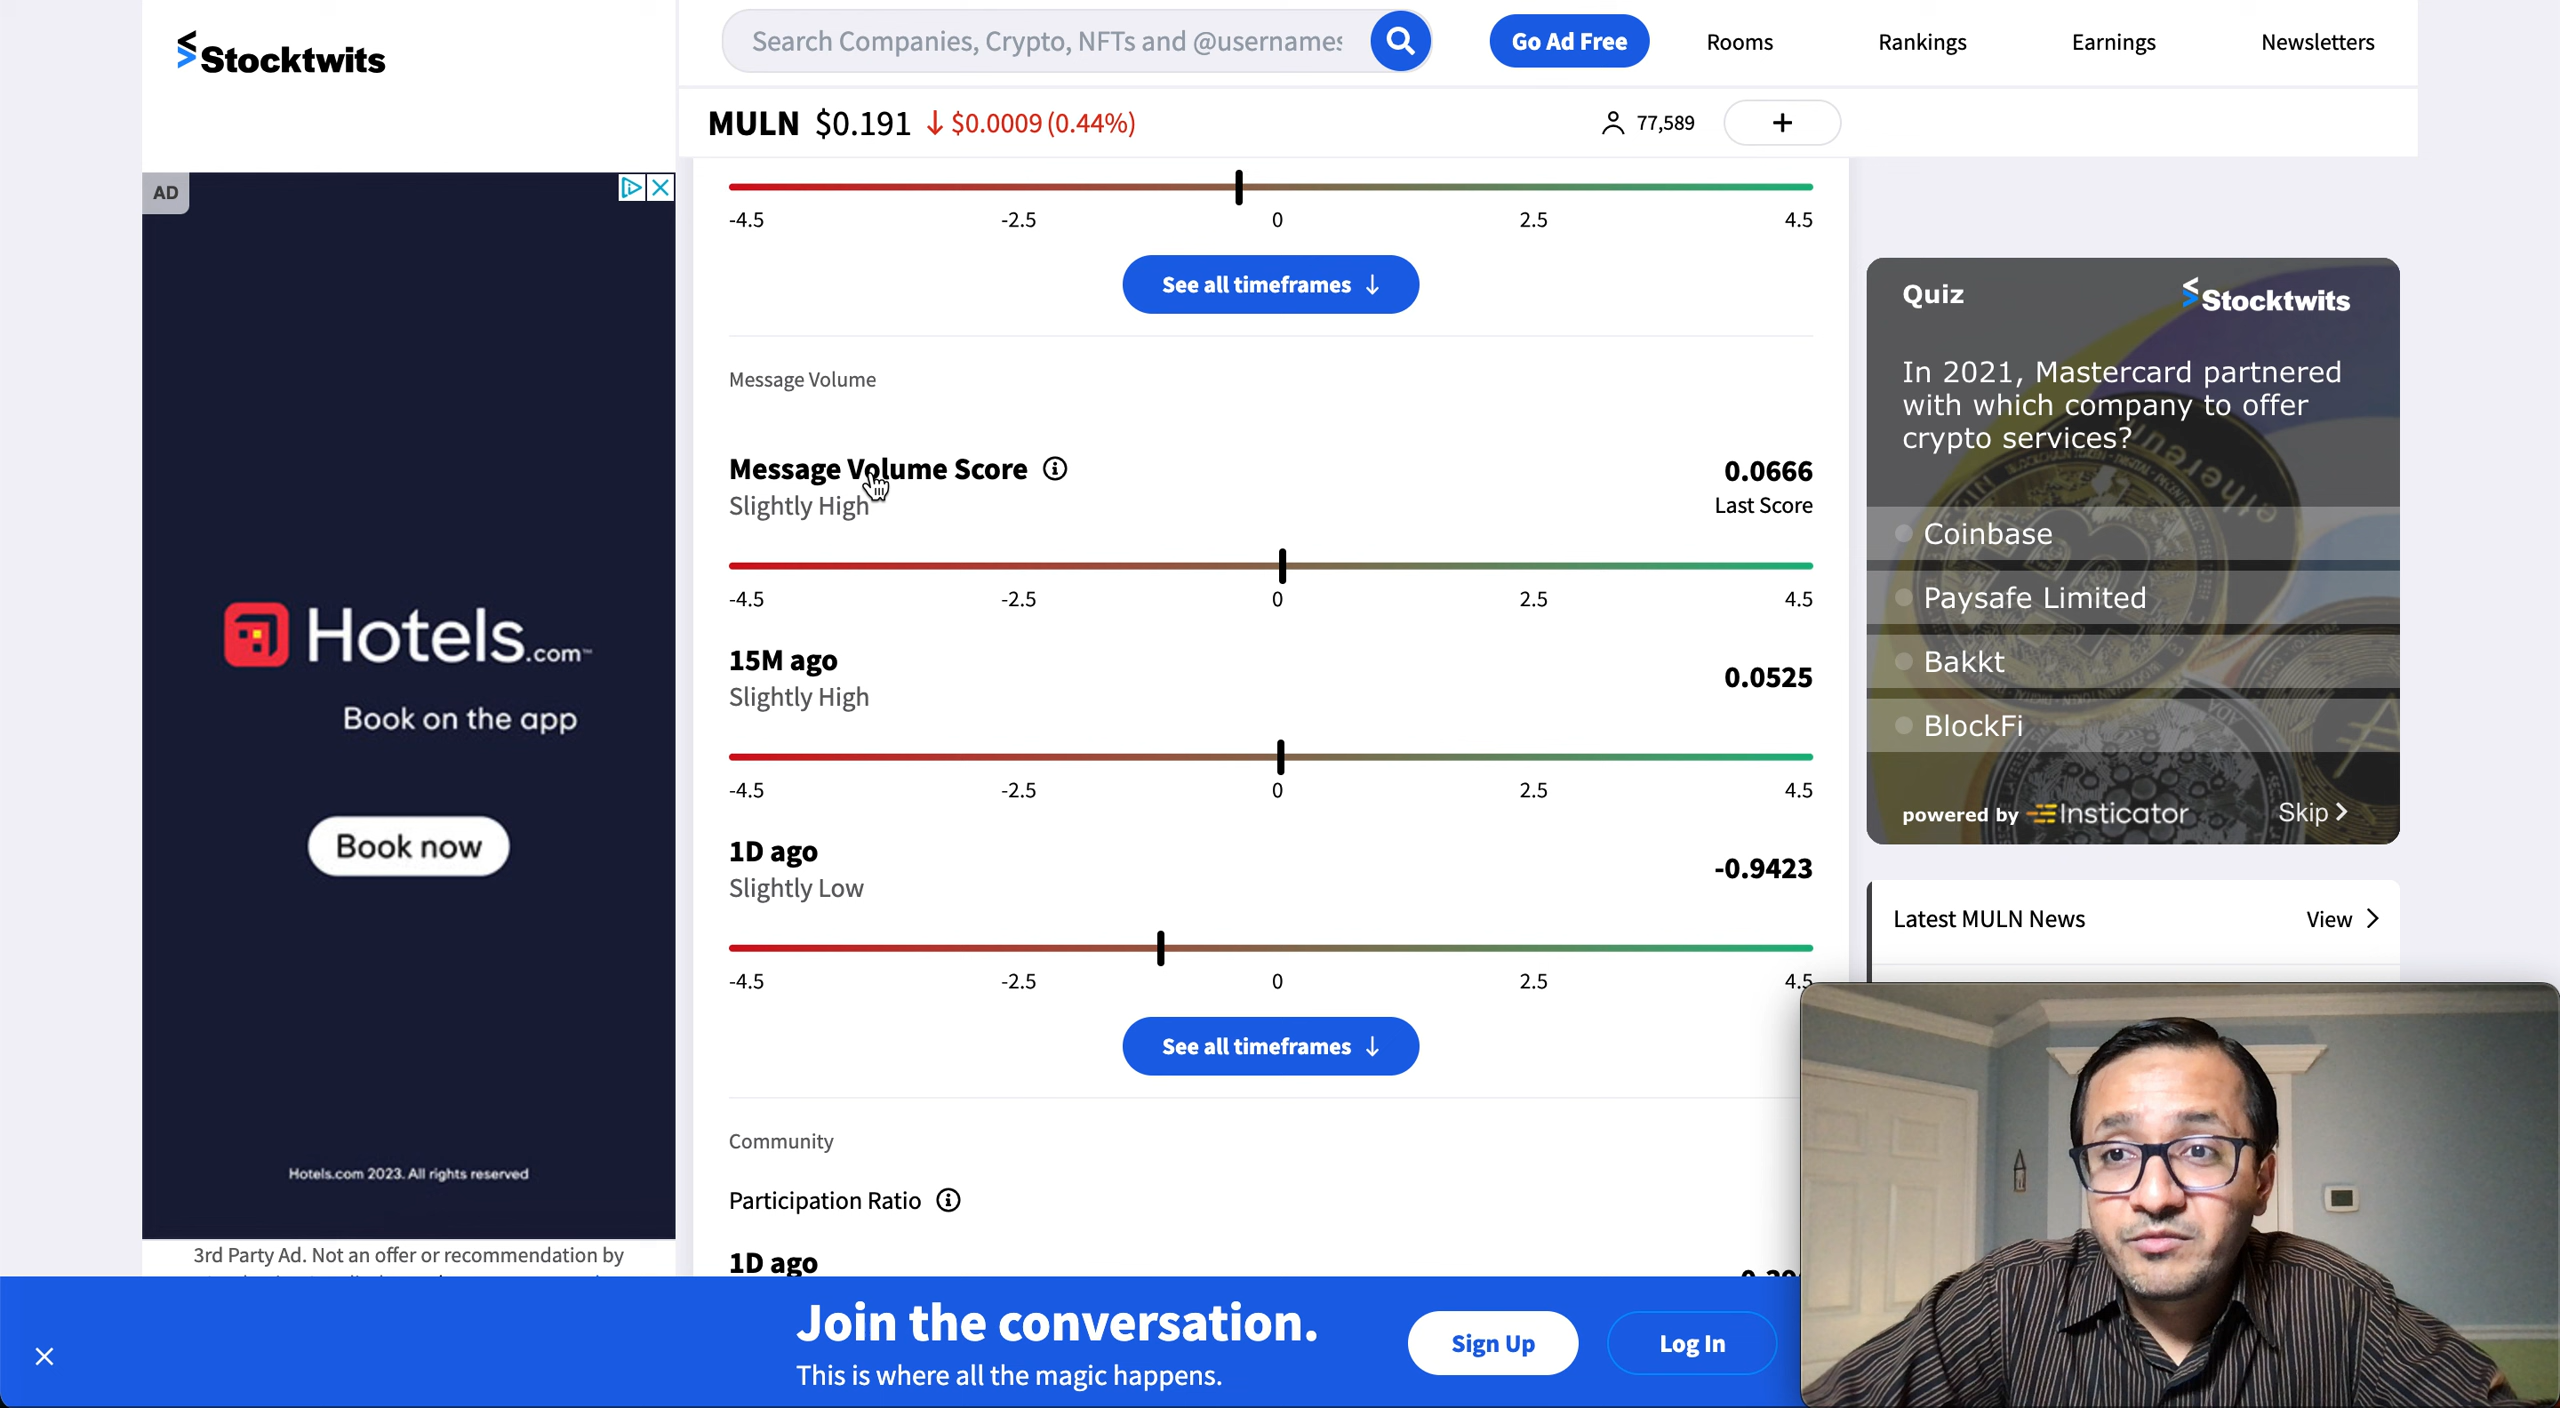 Stocktwits
Search Companies, Crypto, NFTs and @usernames
Go Ad Free
Rooms
Rankings
Earnings
Newsletters
MULN $0.191 ↓ $0.0009 (0.44%)
77,589
+
AD
-4.5 -2.5 0 2.5 4.5
See all timeframes ↓
Message Volume
Message Volume Score
0.0666
Slightly High
Last Score
-4.5 -2.5 0 2.5 4.5
15M ago
0.0525
Slightly High
-4.5 -2.5 0 2.5 4.5
1D ago
-0.9423
Slightly Low
-4.5 -2.5 0 2.5 4.5
See all timeframes ↓
Community
Participation Ratio
1D ago
Hotels.com™
Book on the app
Book now
Hotels.com 2023. All rights reserved
3rd Party Ad. Not an offer or recommendation by
Quiz
Stocktwits
In 2021, Mastercard partnered
with which company to offer
crypto services?
Coinbase
Paysafe Limited
Bakkt
BlockFi
powered by Insticator
Skip
Latest MULN News
View
Join the conversation.
This is where all the magic happens.
Sign Up
Log In